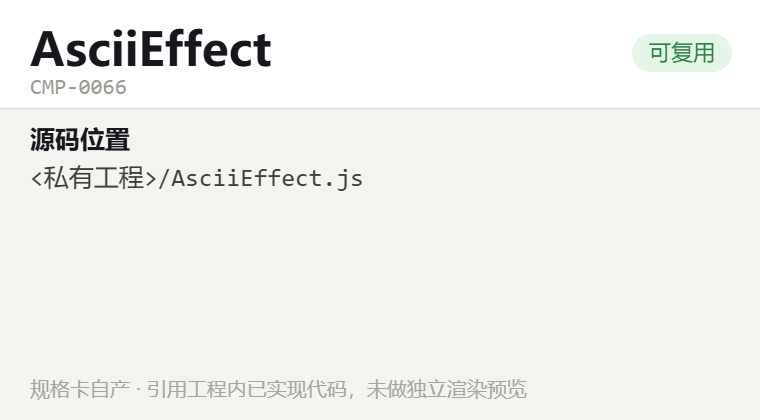 AsciiEffect
可复用
CMP-0066
源码位置
<私有工程>/AsciiEffect.js
规格卡自产 · 引用工程内已实现代码，未做独立渲染预览